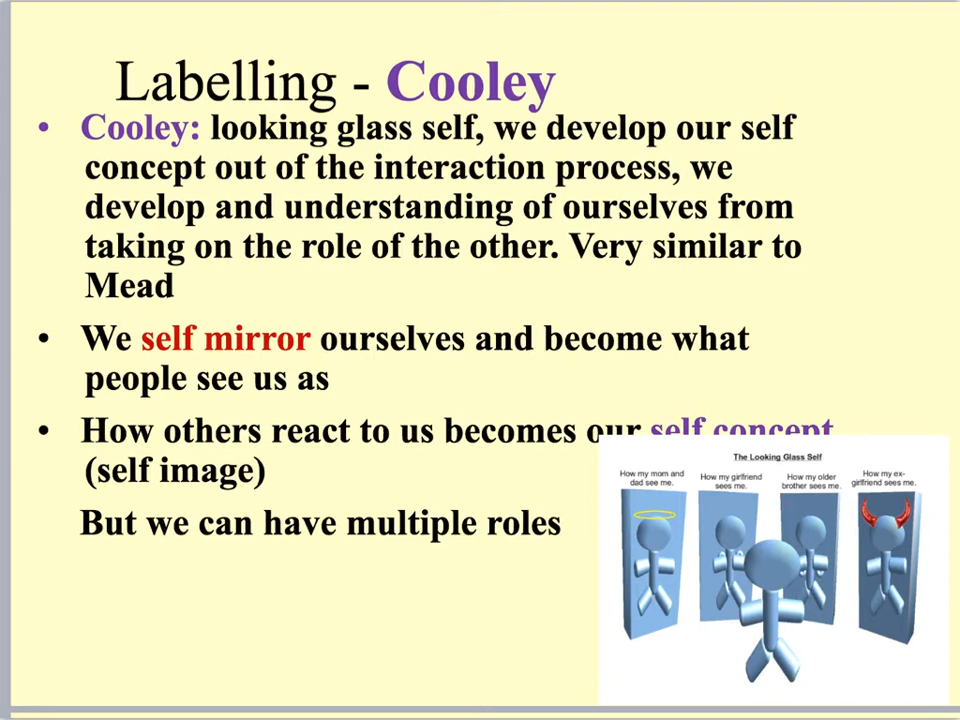 Labelling - Cooley
• Cooley: looking glass self, we develop our self
concept out of the interaction process, we
develop and understanding of ourselves from
taking on the role of the other. Very similar to
Mead
• We self mirror ourselves and become what
people see us as
• How others react to us becomes our self concept
(self image)
But we can have multiple roles
The Looking Glass Self
How my mom and
dad see me.
How my girlfriend
sees me.
How my older
brother sees me.
How my ex-
girlfriend sees me.